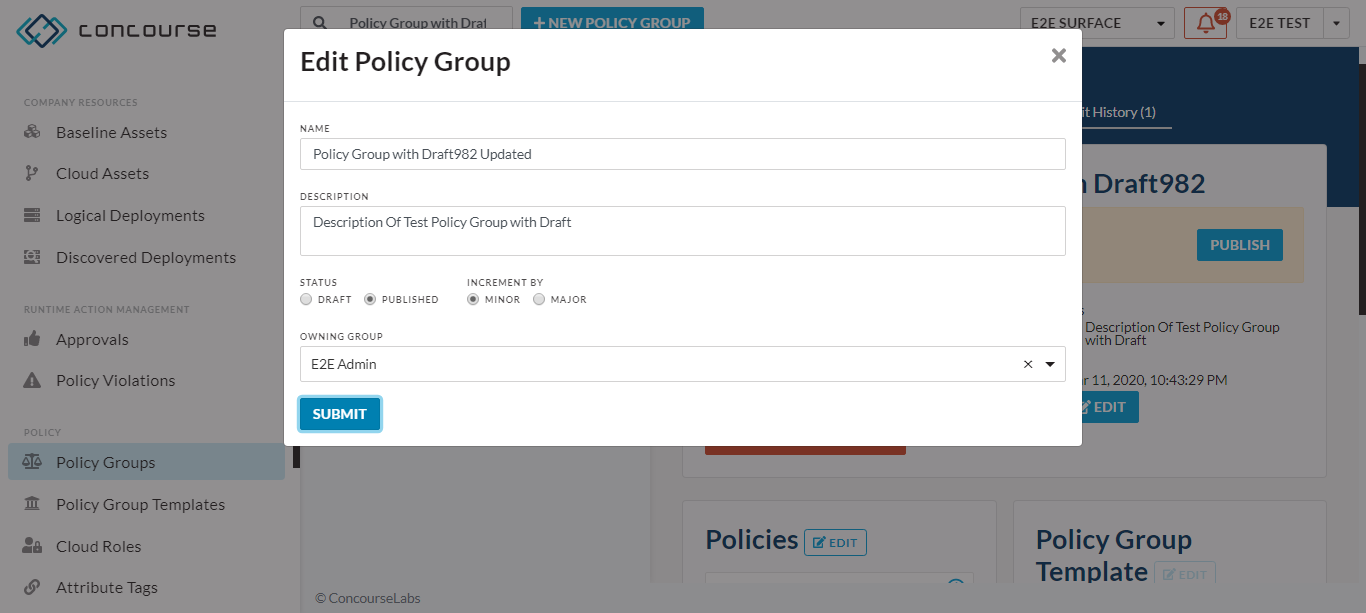 concourse
Policy Group with Draf
+ NEW POLICY GROUP
E2E SURFACE
18
E2E TEST
COMPANY RESOURCES
Baseline Assets
Cloud Assets
Logical Deployments
Discovered Deployments
RUNTIME ACTION MANAGEMENT
Approvals
Policy Violations
POLICY
Policy Groups
Policy Group Templates
Cloud Roles
Attribute Tags
Edit Policy Group
NAME
Policy Group with Draft982 Updated
DESCRIPTION
Description Of Test Policy Group with Draft
STATUS
DRAFT PUBLISHED
INCREMENT BY
MINOR MAJOR
OWNING GROUP
E2E Admin
SUBMIT
it History (1)
Draft982
PUBLISH
Description Of Test Policy Group
with Draft
11, 2020, 10:43:29 PM
EDIT
Policies EDIT
Policy Group
Template EDIT
© ConcourseLabs